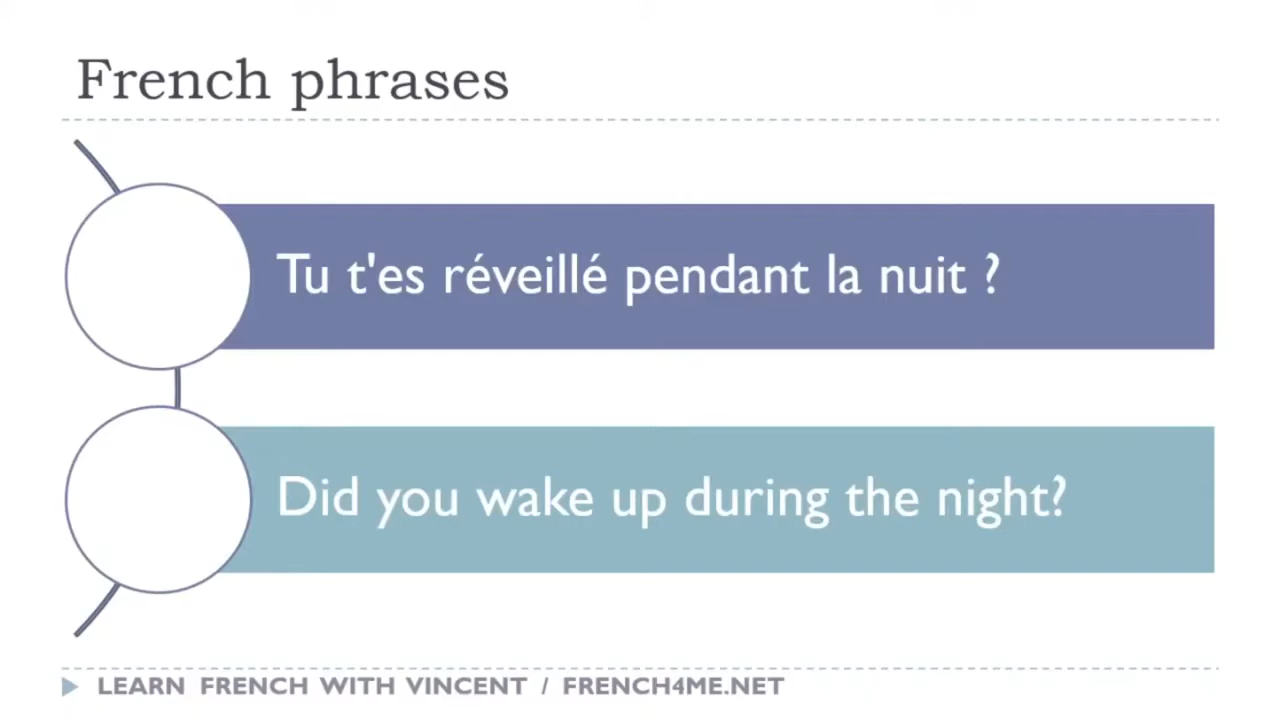 French phrases
Tu t'es réveillé pendant la nuit ?
Did you wake up during the night?
LEARN FRENCH WITH VINCENT / FRENCH4ME.NET